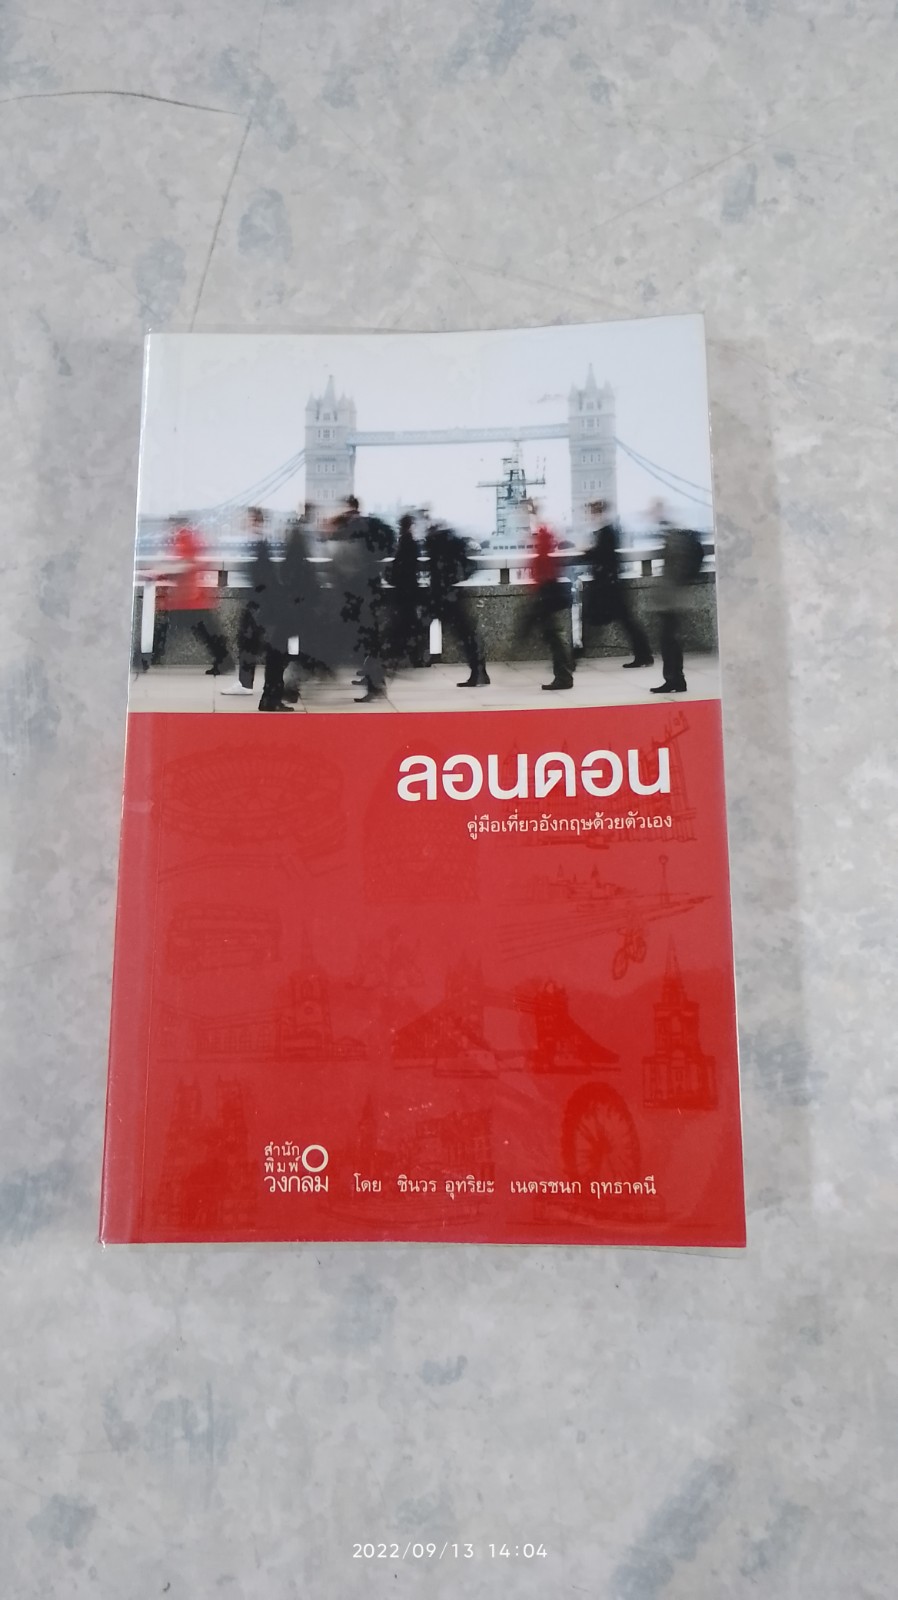 ลอนดอน
คู่มือเที่ยวอังกฤษด้วยตัวเอง
สำนัก
พิมพ์
วงกลม
โดย ชินวร อุทริยะ เนตรชนก ฤทธาคนี
2022/09/13 14:04